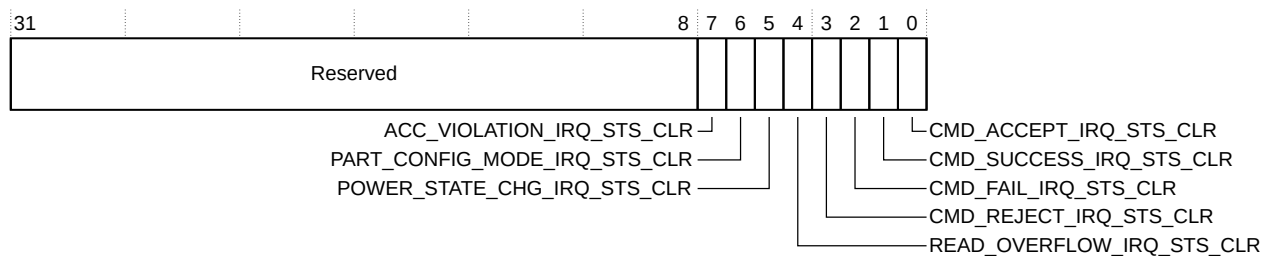 31 8 7 6 5 4 3 2 1 0
Reserved
ACC_VIOLATION_IRQ_STS_CLR CMD_ACCEPT_IRQ_STS_CLR
PART_CONFIG_MODE_IRQ_STS_CLR CMD_SUCCESS_IRQ_STS_CLR
POWER_STATE_CHG_IRQ_STS_CLR CMD_FAIL_IRQ_STS_CLR
CMD_REJECT_IRQ_STS_CLR
READ_OVERFLOW_IRQ_STS_CLR